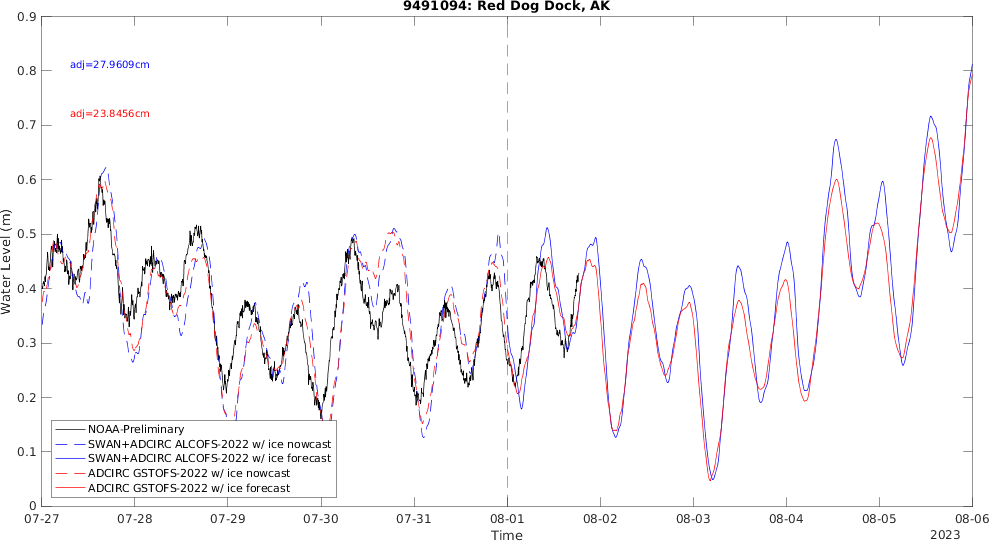 9491094: Red Dog Dock, AK
0.9
0.8
0.7
0.6
0.5
0.4
0.3
0.2
0.1
0
Water Level (m)
adj=27.9609cm
adj=23.8456cm
NOAA-Preliminary
SWAN+ADCIRC ALCOFS-2022 w/ ice nowcast
SWAN+ADCIRC ALCOFS-2022 w/ ice forecast
ADCIRC GSTOFS-2022 w/ ice nowcast
ADCIRC GSTOFS-2022 w/ ice forecast
07-27 07-28 07-29 07-30 07-31 08-01 08-02 08-03 08-04 08-05 08-06
Time
2023